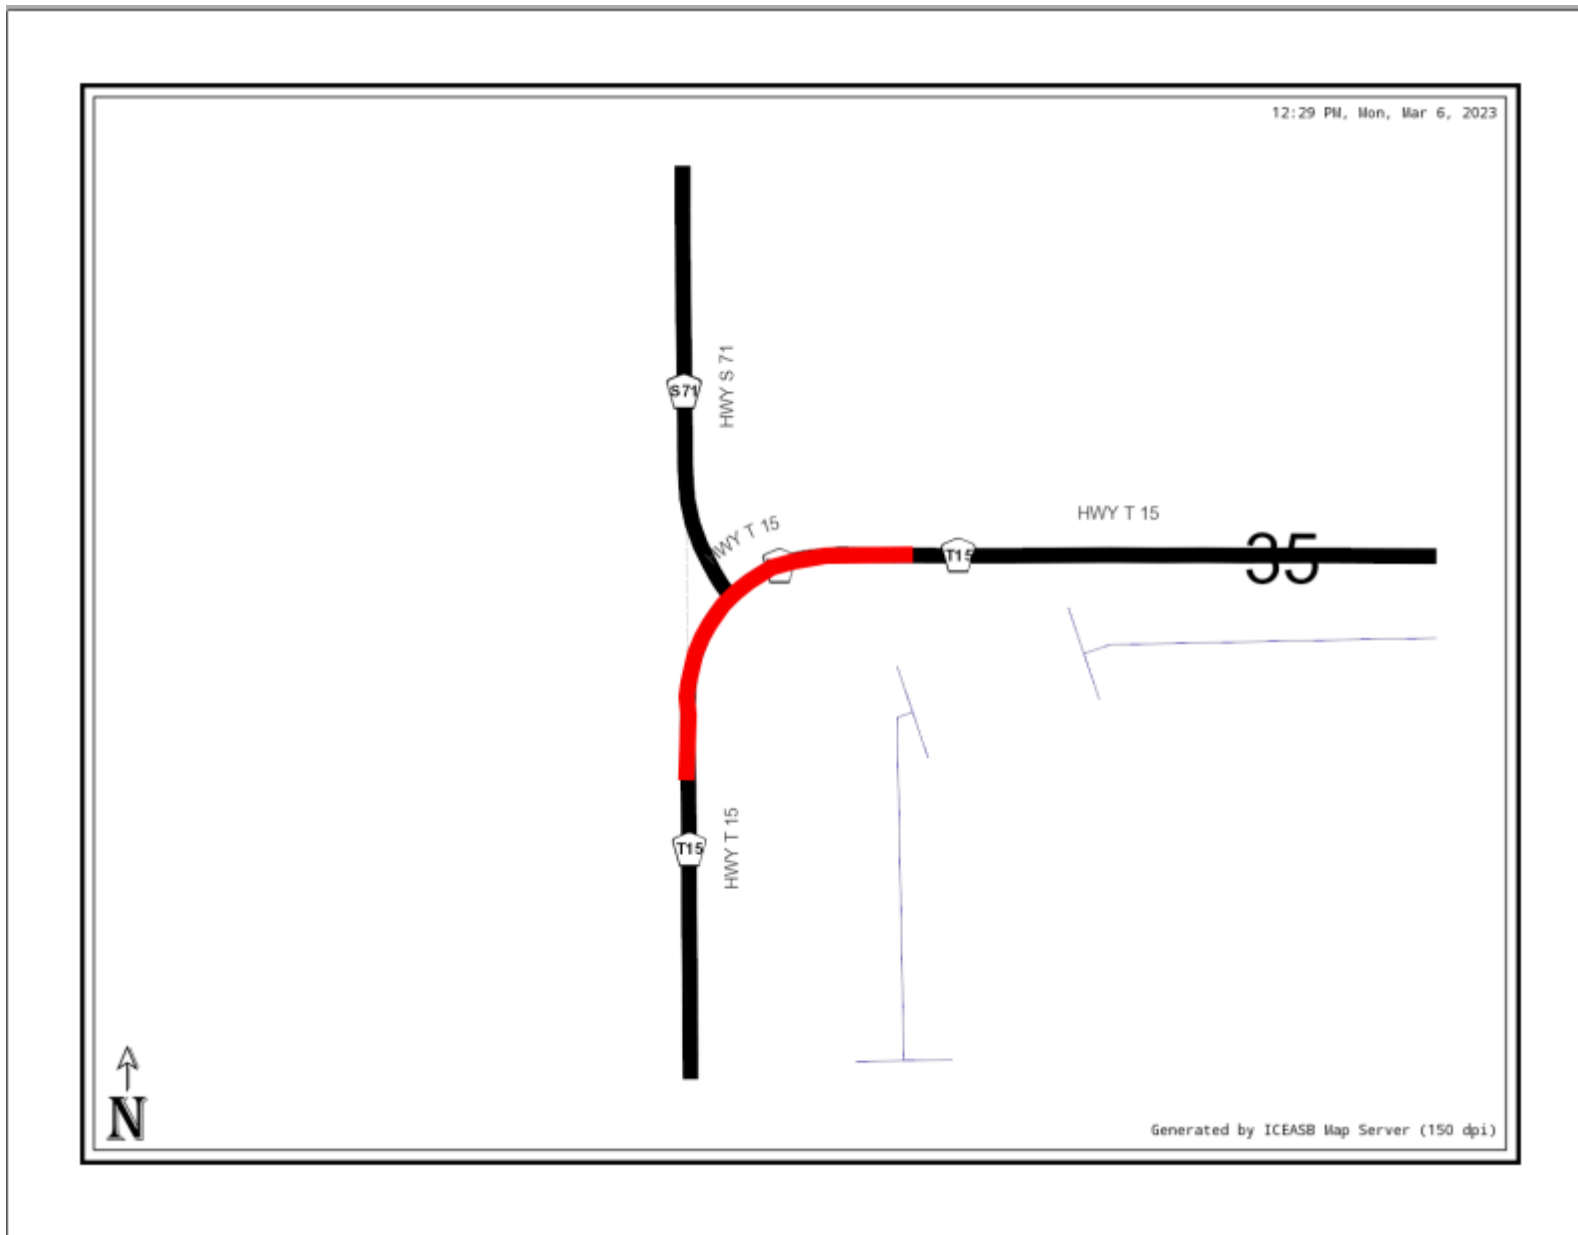 12:29 PM, Mon, Mar 6, 2023
S71
HWY S 71
HWY T 15
HWY T 15
T15
35
T15
HWY T 15
N
Generated by ICEASB Map Server (150 dpi)